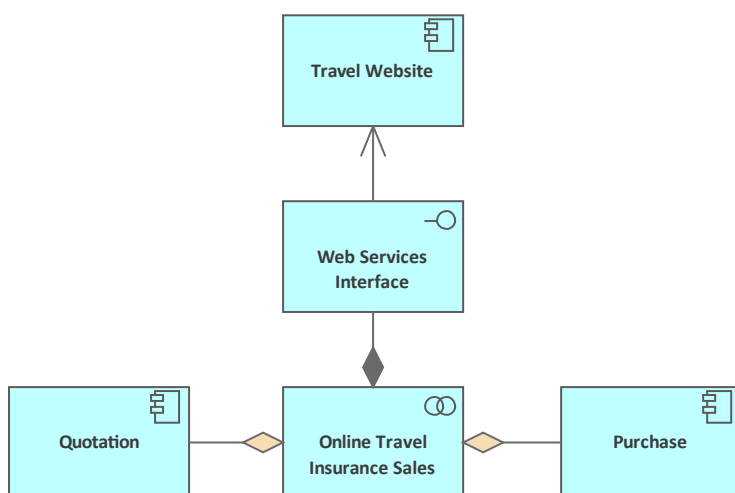 Travel Website
Web Services
Interface
Quotation
Online Travel
Insurance Sales
Purchase